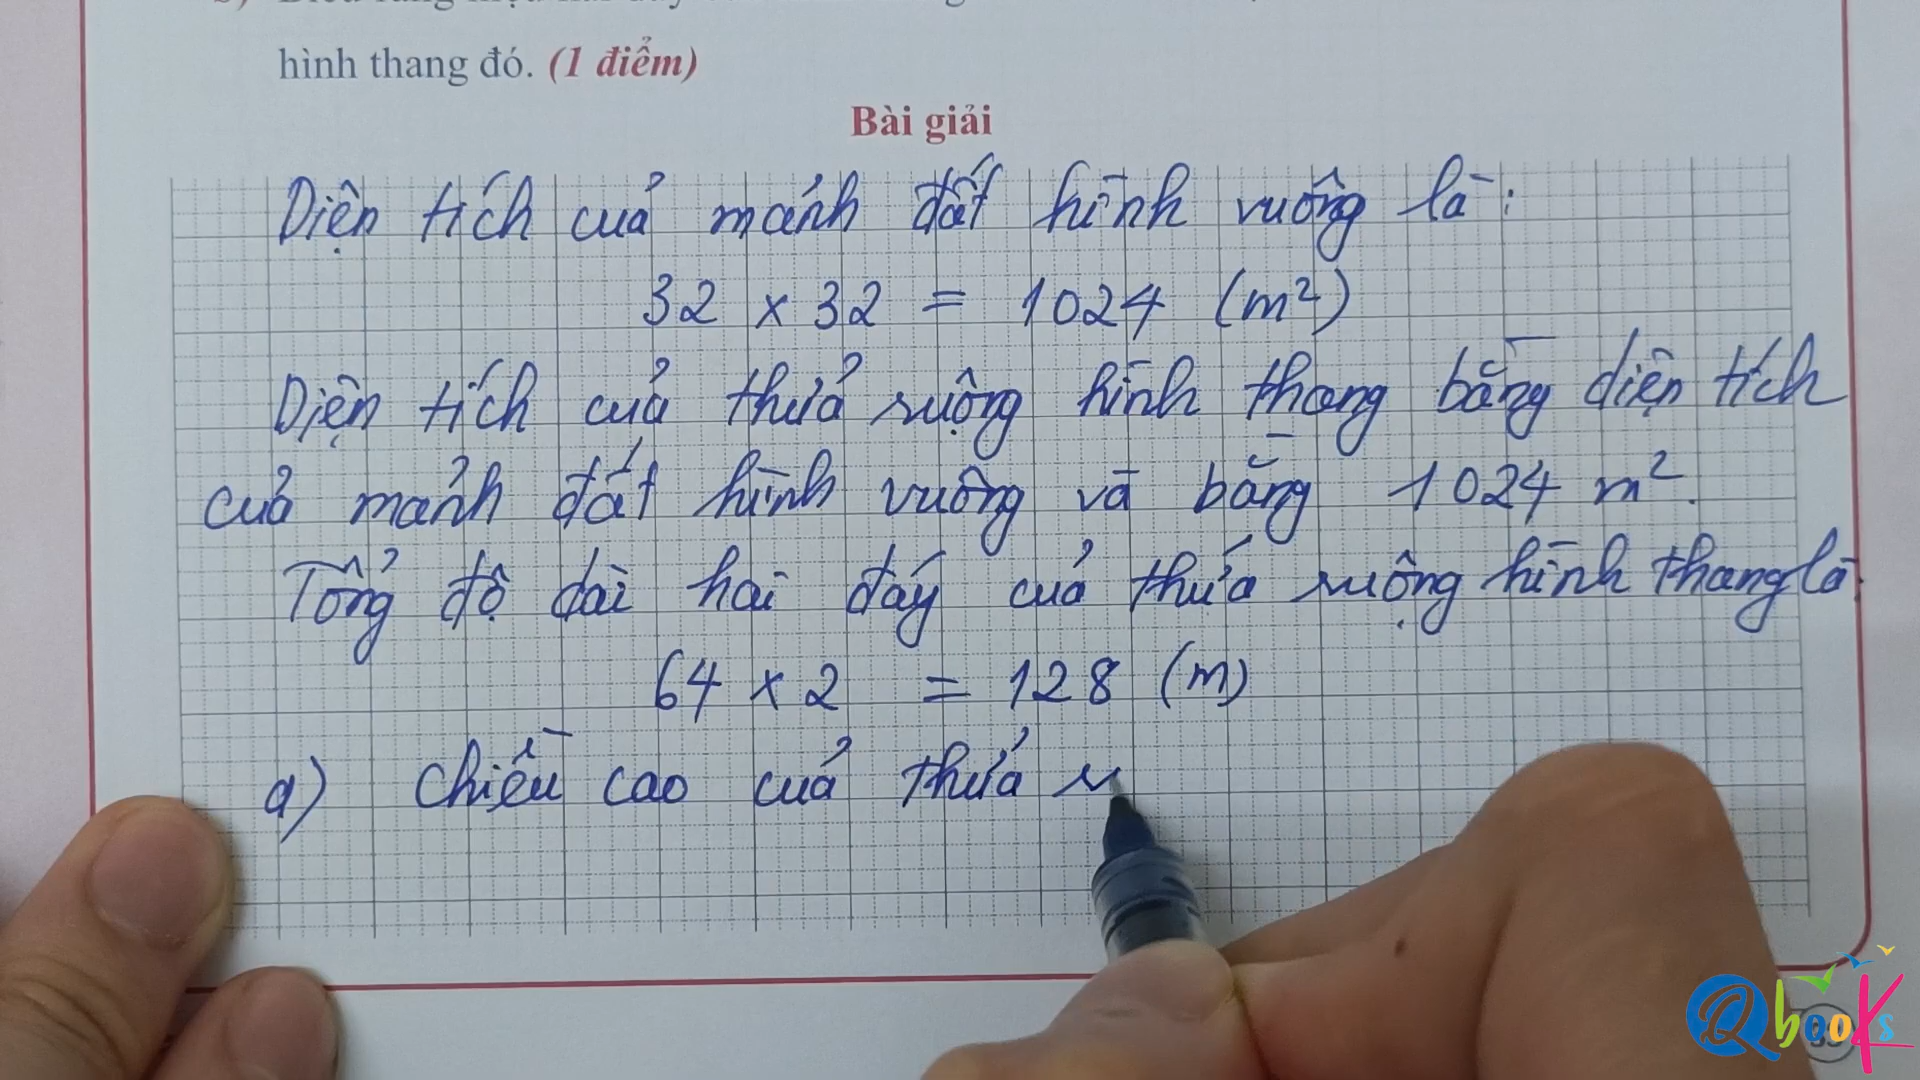 hình thang đó. (1 điểm)
Bài giải
Diện tích của mảnh đất hình vuông là:
32 x 32 = 1024 (m²)
Diện tích của thửa ruộng hình thang bằng diện tích
của mảnh đất hình vuông và bằng 1024 m².
Tổng độ dài hai đáy của thửa ruộng hình thang là:
64 x 2 = 128 (m)
a) Chiều cao của thửa
Qbooks